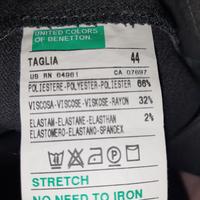 UNITED COLORS
OF BENETTON.
TAGLIA 44
US RN 64961 CA 07697
POLIESTERE-POLYESTER-POLIESTER 66%
VISCOSA-VISCOSE-VISKOSE-RAYON 32%
ELASTAM-ELASTANE-ELASTHAN 2%
ELASTOMERO-ELASTANO-SPANDEX
STRETCH
NO NEED TO IRON